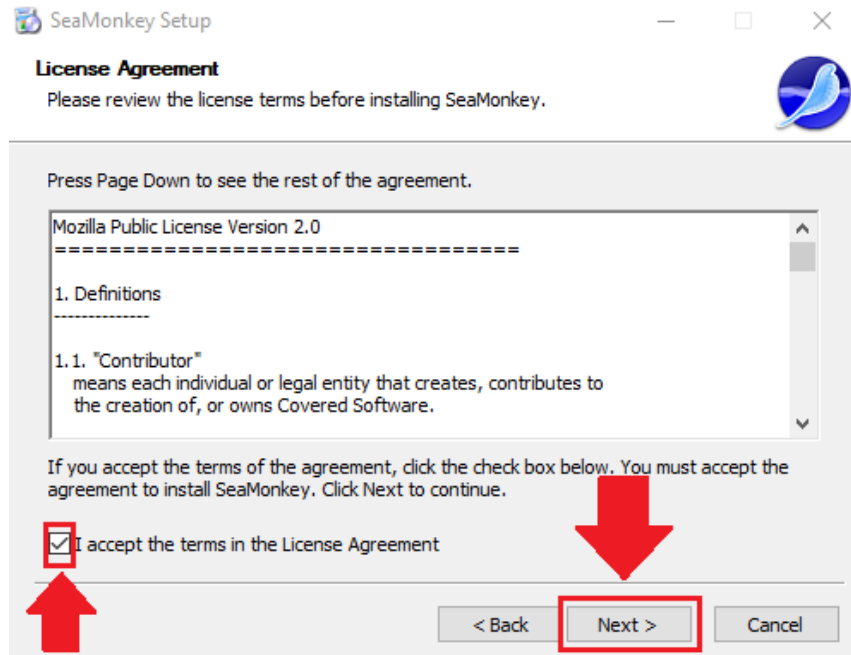 SeaMonkey Setup
License Agreement
Please review the license terms before installing SeaMonkey.
Press Page Down to see the rest of the agreement.
Mozilla Public License Version 2.0
==================================
1. Definitions
--------------
1.1. "Contributor"
means each individual or legal entity that creates, contributes to
the creation of, or owns Covered Software.
If you accept the terms of the agreement, click the check box below. You must accept the
agreement to install SeaMonkey. Click Next to continue.
I accept the terms in the License Agreement
< Back Next > Cancel